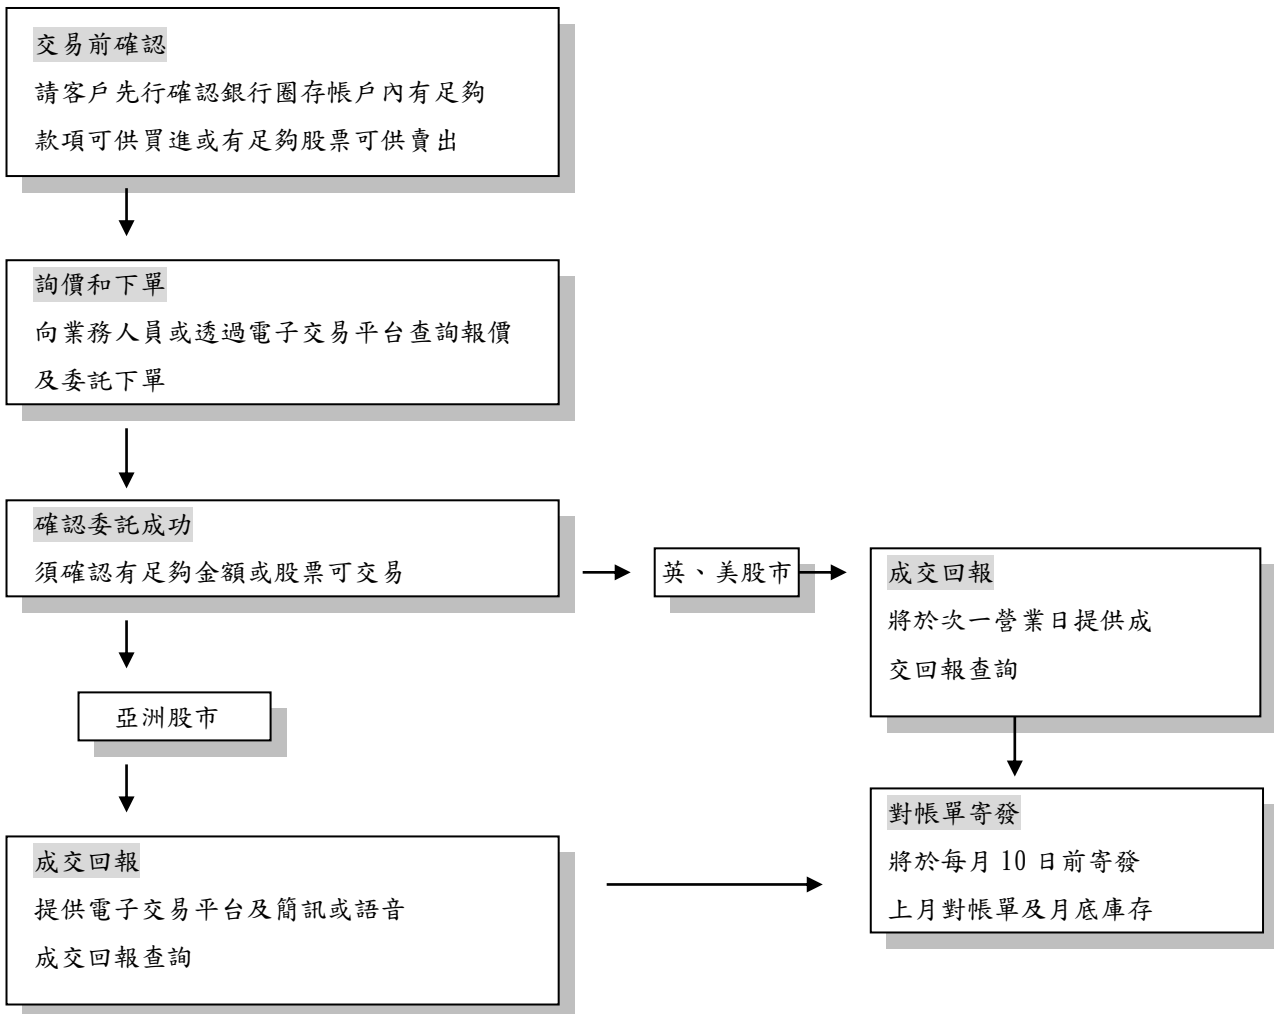 交易前確認
請客戶先行確認銀行圈存帳戶內有足夠
款項可供買進或有足夠股票可供賣出
詢價和下單
向業務人員或透過電子交易平台查詢報價
及委託下單
確認委託成功
須確認有足夠金額或股票可交易
英、美股市
成交回報
將於次一營業日提供成
交回報查詢
亞洲股市
成交回報
提供電子交易平台及簡訊或語音
成交回報查詢
對帳單寄發
將於每月 10 日前寄發
上月對帳單及月底庫存